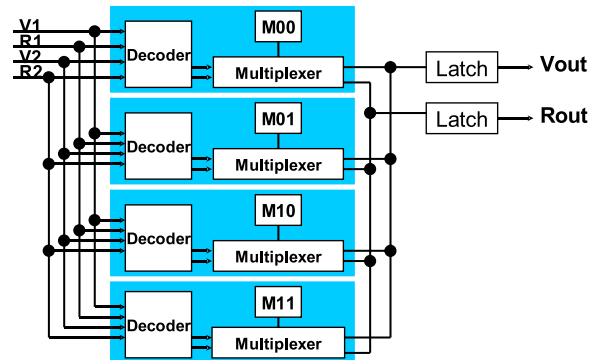 V1
R1
V2
R2
Decoder
M00
Multiplexer
Latch
Vout
Latch
Rout
Decoder
M01
Multiplexer
Decoder
M10
Multiplexer
Decoder
M11
Multiplexer